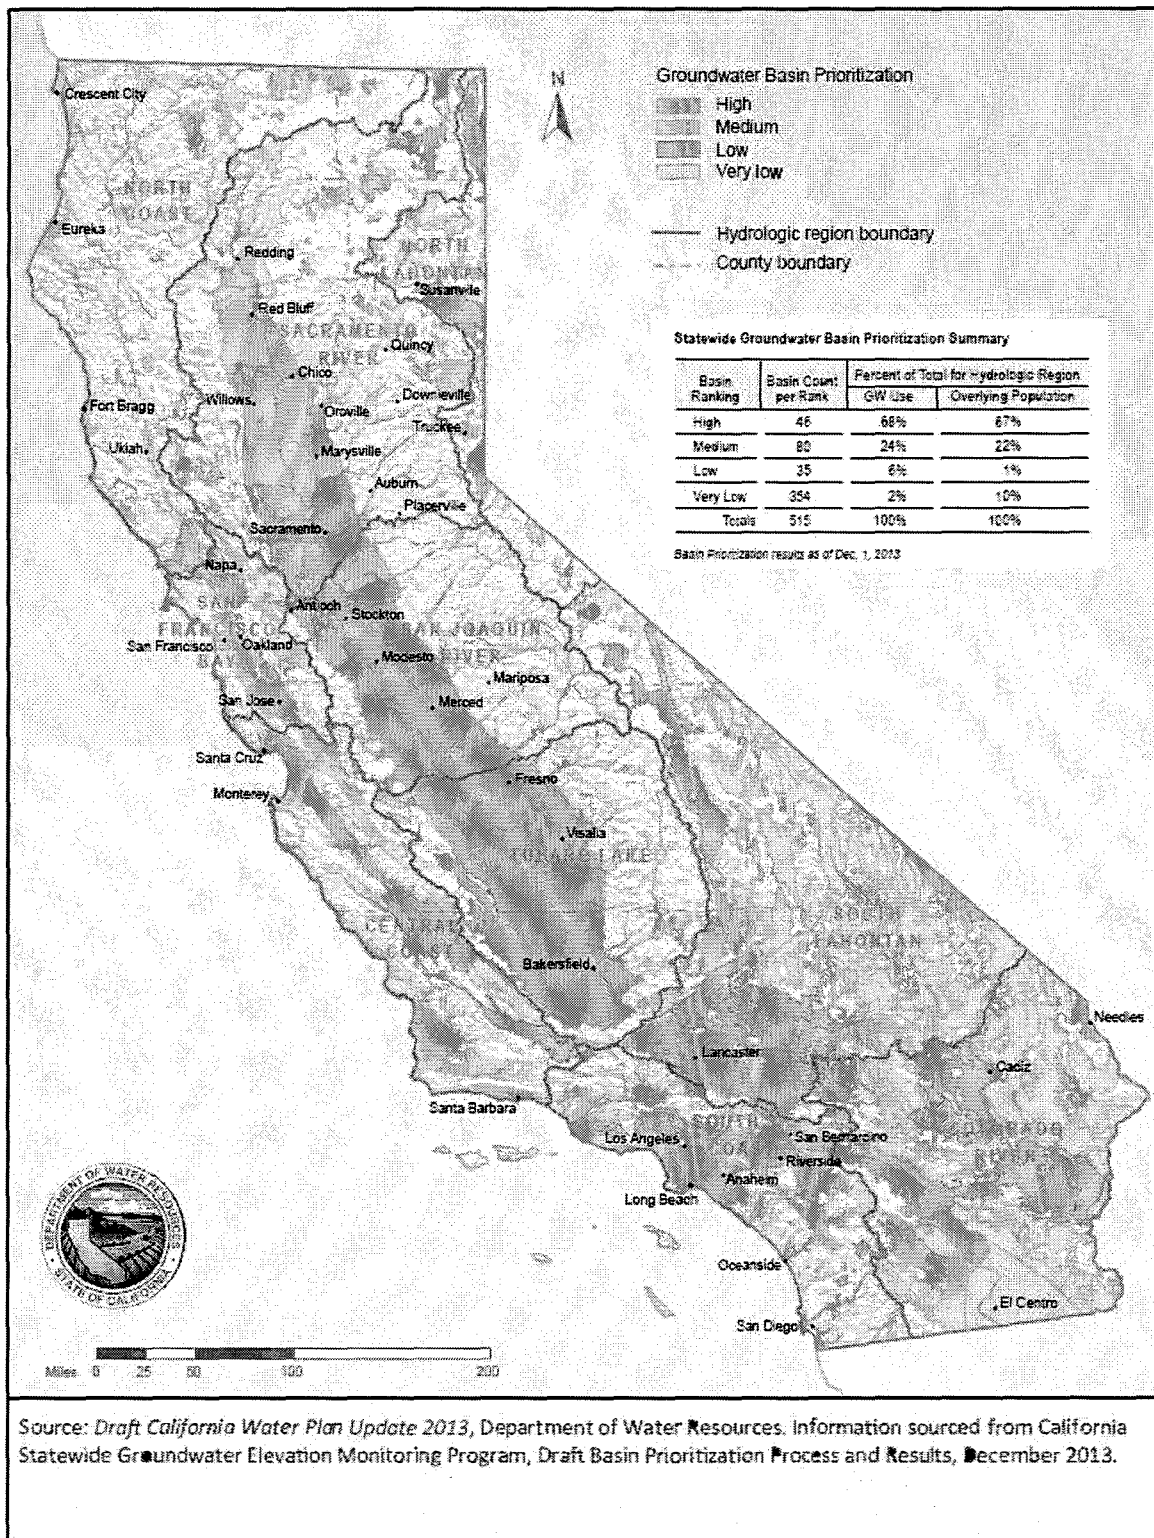 N
Groundwater Basin Prioritization
High
Medium
Low
Very low
Hydrologic region boundary
County boundary
Statewide Groundwater Basin Prioritization Summary
Basin Ranking | Basin Count per Rank | Percent of Total for Hydrologic Region
GW Use | Overlying Population
High 46 68% 67%
Medium 80 24% 22%
Low 35 6% 1%
Very Low 354 2% 10%
Totals 515 100% 100%
Basin Prioritization results as of Dec, 1, 2013
Crescent City
NORTH
COAST
Eureka
Redding
NORTH
LAHONTAN
Susanville
Red Bluff
SACRAMENTO
RIVER
Quincy
Chico
Willows
Oroville
Downieville
Fort Bragg
Truckee
Ukiah
Marysville
Auburn
Placerville
Sacramento
Napa
SAN
FRANCISCO
BAY
Antioch
Stockton
SAN JOAQUIN
RIVER
San Francisco
Oakland
Modesto
Mariposa
San Jose
Merced
Santa Cruz
Monterey
Fresno
Visalia
TULARE LAKE
CENTRAL
COAST
SOUTH
LAHONTAN
Bakersfield
Needles
Lancaster
Cadiz
Santa Barbara
SOUTH
Los Angeles
San Bernardino
COLORADO
RIVER
Riverside
Anaheim
Long Beach
Oceanside
El Centro
San Diego
DEPARTMENT OF WATER RESOURCES
STATE OF CALIFORNIA
Miles 0 25 50 100 200
Source: Draft California Water Plan Update 2013, Department of Water Resources. Information sourced from California
Statewide Groundwater Elevation Monitoring Program, Draft Basin Prioritization Process and Results, December 2013.